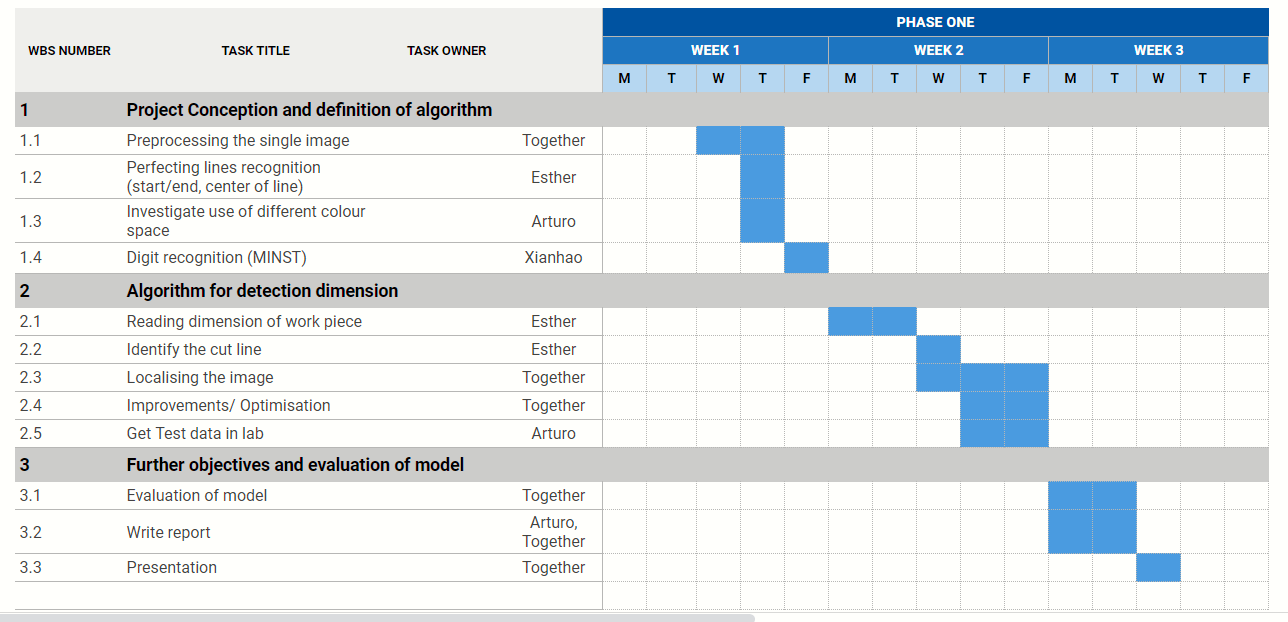 PHASE ONE
WBS NUMBER TASK TITLE TASK OWNER WEEK 1 WEEK 2 WEEK 3
M T W T F M T W T F M T W T F
1 Project Conception and definition of algorithm
1.1 Preprocessing the single image Together
1.2 Perfecting lines recognition
(start/end, center of line) Esther
1.3 Investigate use of different colour
space Arturo
1.4 Digit recognition (MINST) Xianhao
2 Algorithm for detection dimension
2.1 Reading dimension of work piece Esther
2.2 Identify the cut line Esther
2.3 Localising the image Together
2.4 Improvements/ Optimisation Together
2.5 Get Test data in lab Arturo
3 Further objectives and evaluation of model
3.1 Evaluation of model Together
3.2 Write report Arturo,
Together
3.3 Presentation Together